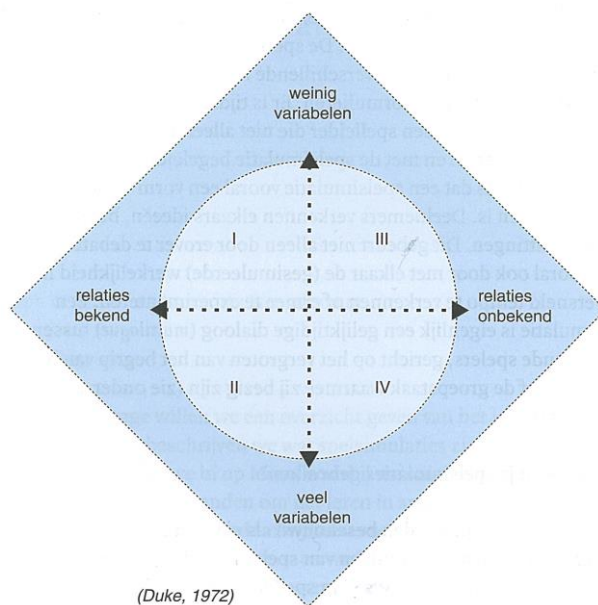 weinig
variabelen
I
III
relaties
bekend
relaties
onbekend
II
IV
veel
variabelen
(Duke, 1972)